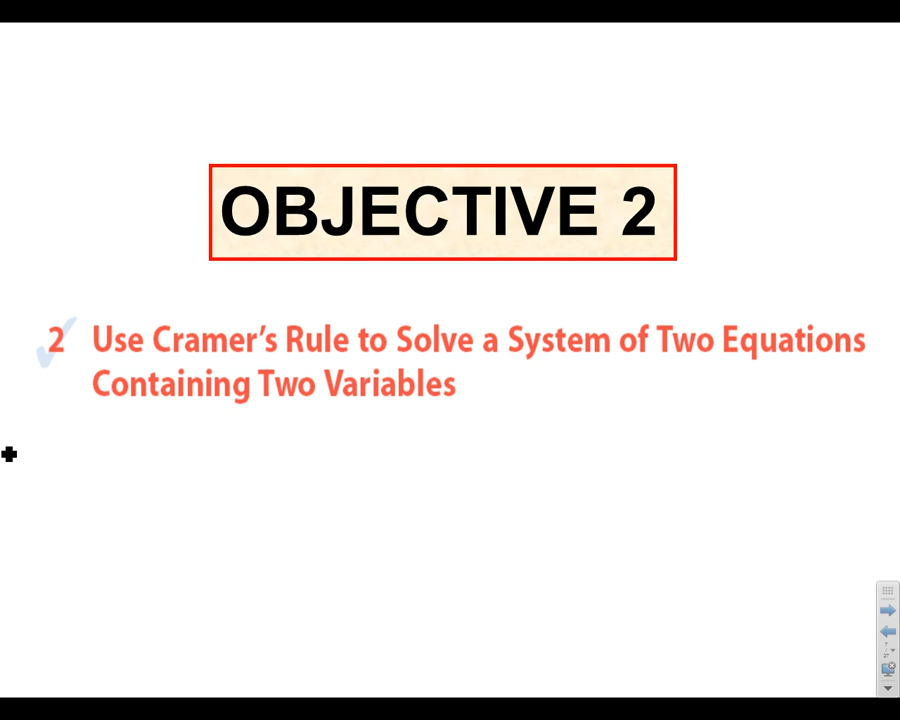 OBJECTIVE 2
2 Use Cramer's Rule to Solve a System of Two Equations
Containing Two Variables